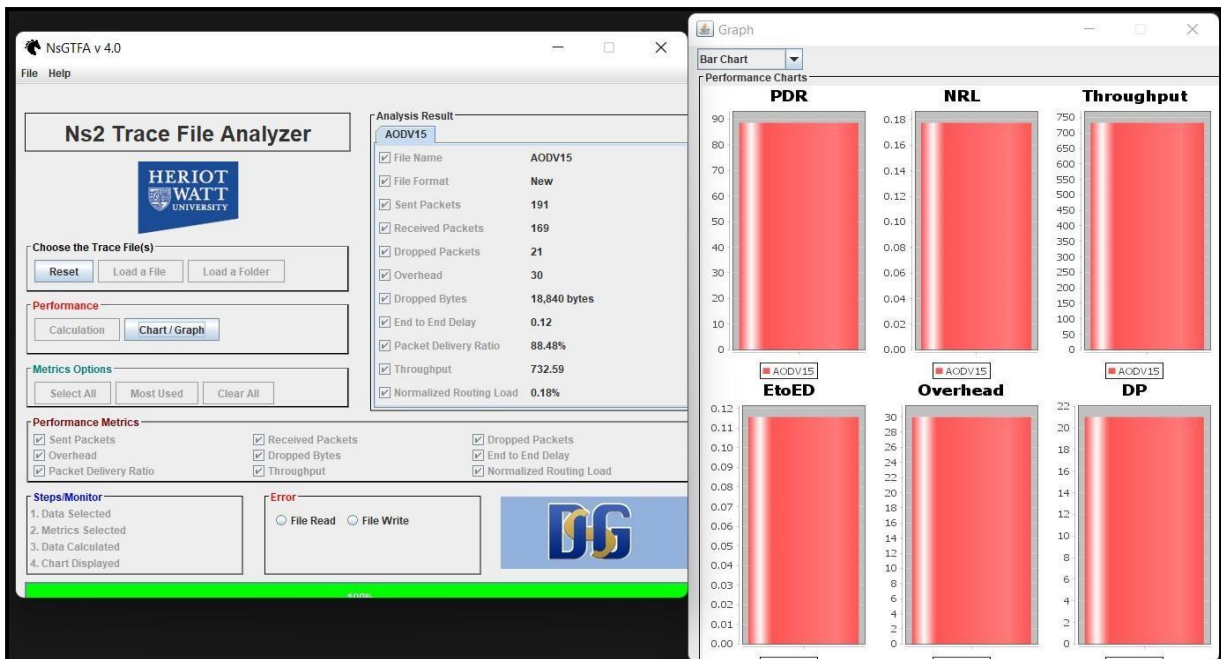 NsGTFA v 4.0
File Help
Ns2 Trace File Analyzer
HERIOT
WATT
UNIVERSITY
Choose the Trace File(s)
Reset Load a File Load a Folder
Performance
Calculation Chart / Graph
Metrics Options
Select All Most Used Clear All
Analysis Result
AODV15
File Name AODV15
File Format New
Sent Packets 191
Received Packets 169
Dropped Packets 21
Overhead 30
Dropped Bytes 18,840 bytes
End to End Delay 0.12
Packet Delivery Ratio 88.48%
Throughput 732.59
Normalized Routing Load 0.18%
Performance Metrics
Sent Packets Received Packets Dropped Packets
Overhead Dropped Bytes End to End Delay
Packet Delivery Ratio Throughput Normalized Routing Load
Steps/Monitor
1. Data Selected
2. Metrics Selected
3. Data Calculated
4. Chart Displayed
Error
File Read File Write
DSG
100%
Graph
Bar Chart
Performance Charts
PDR
90
80
70
60
50
40
30
20
10
0
AODV15
NRL
0.18
0.16
0.14
0.12
0.10
0.08
0.06
0.04
0.02
0.00
AODV15
Throughput
750
700
650
600
550
500
450
400
350
300
250
200
150
100
50
0
AODV15
EtoED
0.12
0.11
0.10
0.09
0.08
0.07
0.06
0.05
0.04
0.03
0.02
0.01
0.00
Overhead
30
28
26
24
22
20
18
16
14
12
10
8
6
4
2
0
DP
22
20
18
16
14
12
10
8
6
4
2
0